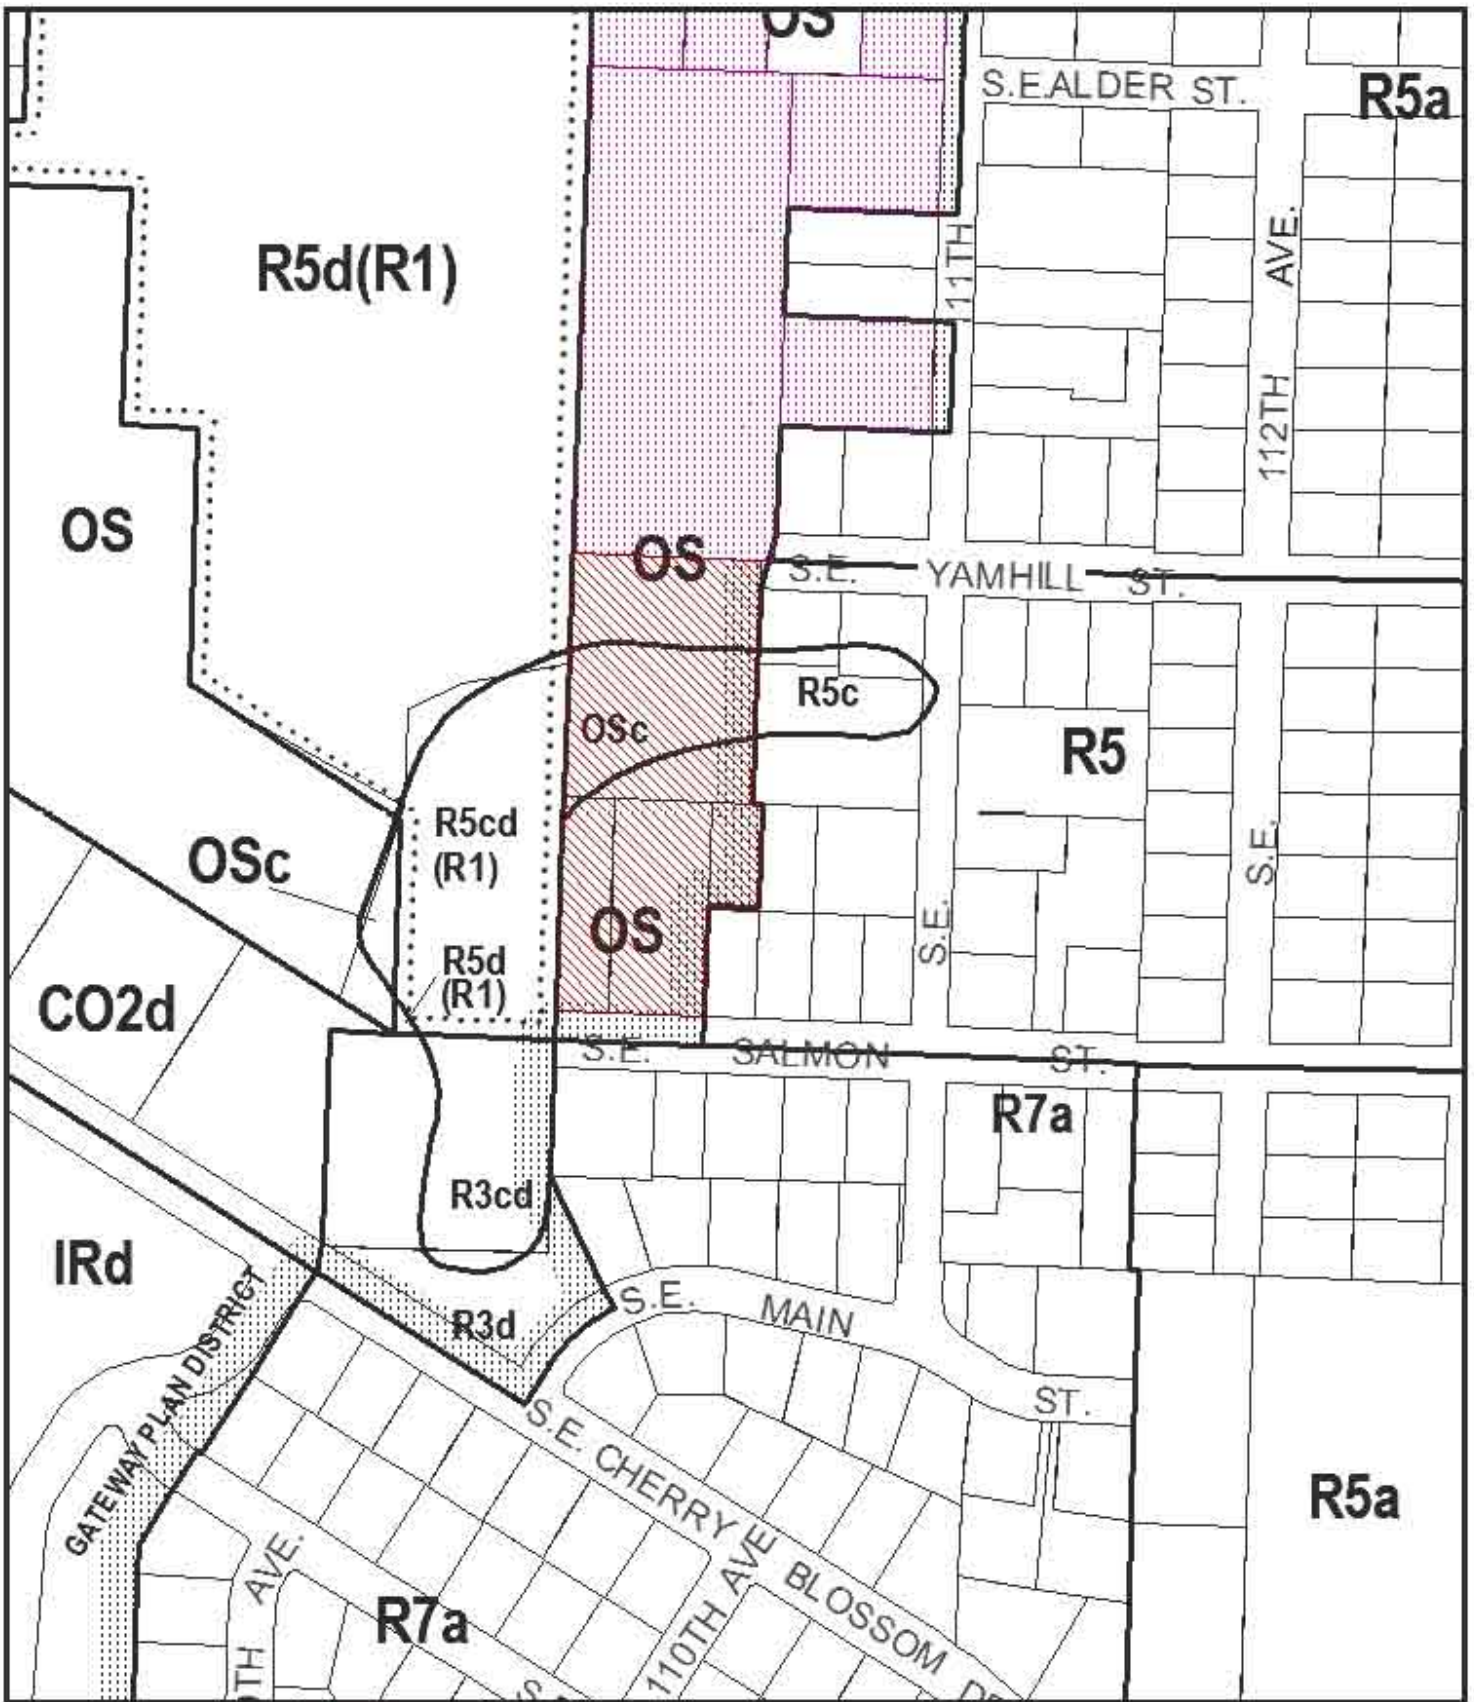 OS
S.E. ALDER ST.
R5a
R5d(R1)
111TH
112TH AVE.
OS
OS
S.E. YAMHILL ST.
R5c
OSc
R5
R5cd
(R1)
OSc
S.E.
OS
S.E.
R5d
(R1)
CO2d
S.E. SALMON ST.
R7a
R3cd
IRd
S.E. MAIN ST.
R3d
GATEWAY PLAN DISTRICT
S.E. CHERRY BLOSSOM
R5a
AVE.
110TH AVE
R7a